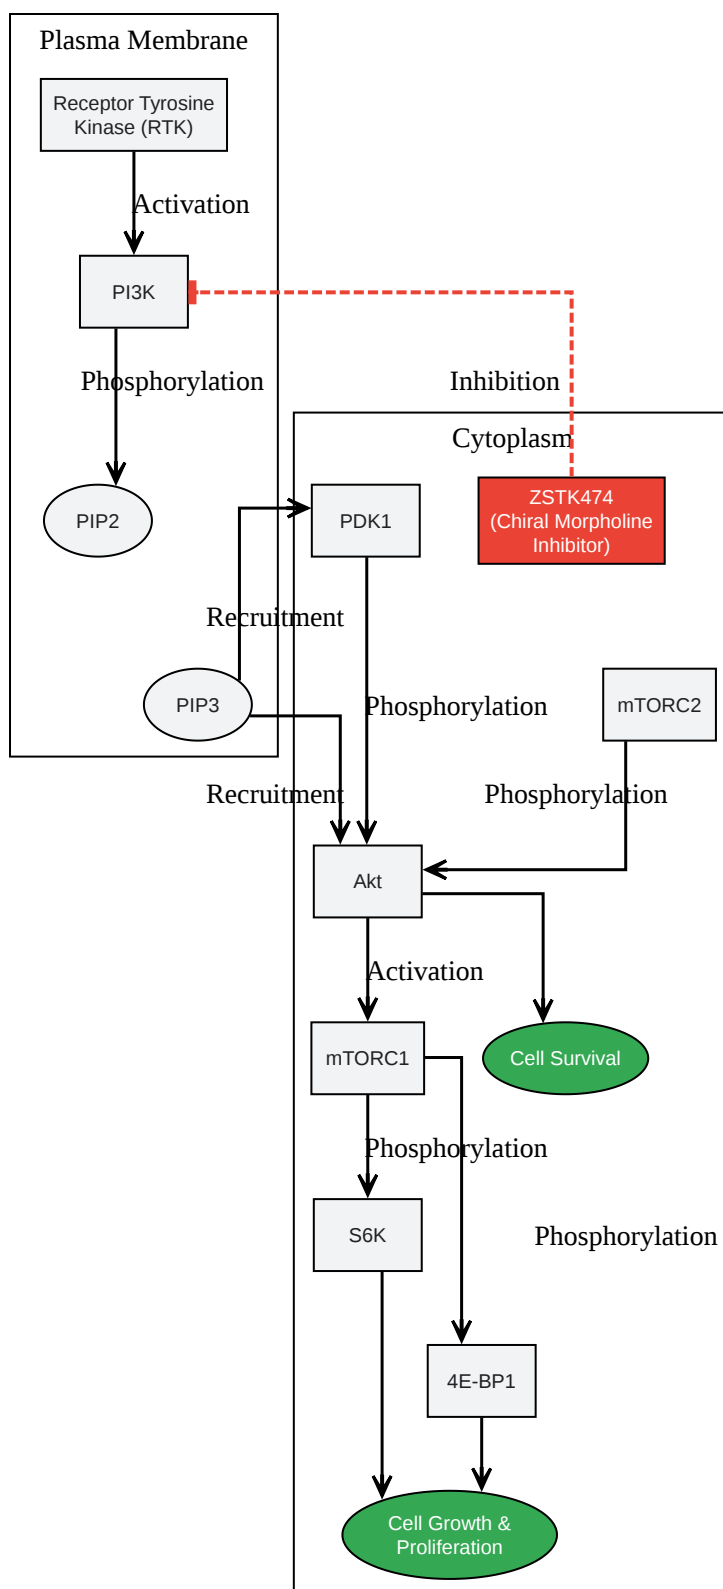 Plasma Membrane
Receptor Tyrosine
Kinase (RTK)
Activation
PI3K
Phosphorylation
Inhibition
Cytoplasm
PIP2
PDK1
ZSTK474
(Chiral Morpholine
Inhibitor)
Recruitment
PIP3
Phosphorylation
mTORC2
Recruitment
Phosphorylation
Akt
Activation
mTORC1
Cell Survival
Phosphorylation
S6K
Phosphorylation
4E-BP1
Cell Growth &
Proliferation